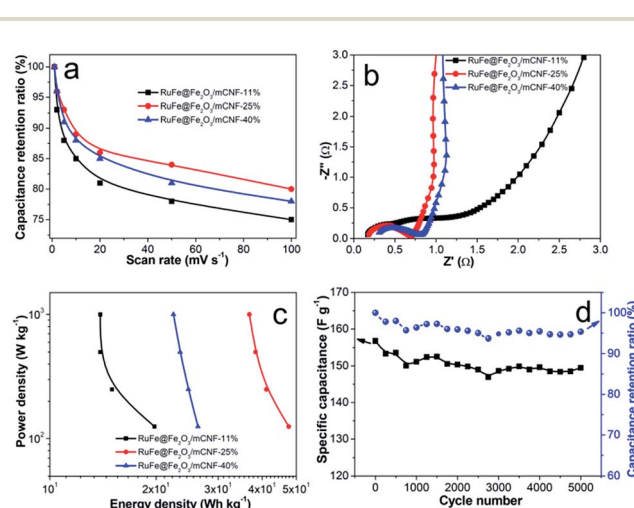 a
Capacitance retention ratio (%)
100
95
90
85
80
75
RuFe@Fe2O3/mCNF-11%
RuFe@Fe2O3/mCNF-25%
RuFe@Fe2O3/mCNF-40%
0 20 40 60 80 100
Scan rate (mV s-1)
b
-Z'' (Ω)
3.0
2.5
2.0
1.5
1.0
0.5
0.0
RuFe@Fe2O3/mCNF-11%
RuFe@Fe2O3/mCNF-25%
RuFe@Fe2O3/mCNF-40%
0.0 0.5 1.0 1.5 2.0 2.5 3.0
Z' (Ω)
c
Power density (W kg-1)
10³
10²
RuFe@Fe2O3/mCNF-11%
RuFe@Fe2O3/mCNF-25%
RuFe@Fe2O3/mCNF-40%
10¹ 2x10¹ 3x10¹ 4x10¹ 5x10¹
Energy density (Wh kg-1)
d
Specific capacitance (F g-1)
170
160
150
140
130
120
100%
90
80
70
60
Capacitance retention ratio (%)
0 1000 2000 3000 4000 5000
Cycle number